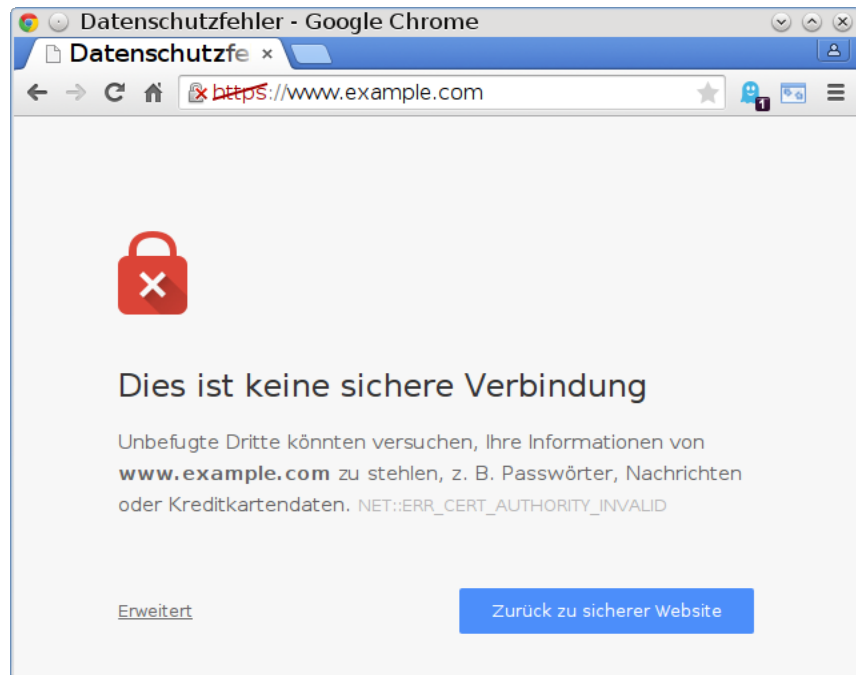 Datenschutzfehler - Google Chrome
Datenschutzfe
https://www.example.com
1
Dies ist keine sichere Verbindung
Unbefugte Dritte könnten versuchen, Ihre Informationen von
www.example.com zu stehlen, z. B. Passwörter, Nachrichten
oder Kreditkartendaten. NET::ERR_CERT_AUTHORITY_INVALID
Erweitert
Zurück zu sicherer Website